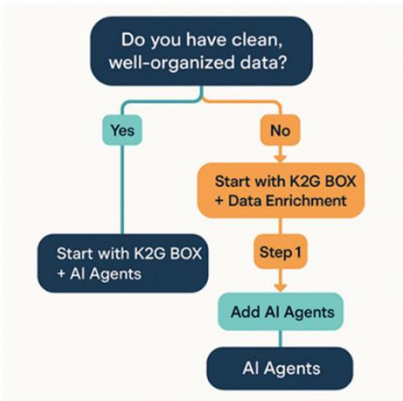 Do you have clean,
well-organized data?
Yes
No
Start with K2G BOX
+ Data Enrichment
Start with K2G BOX
+ AI Agents
Step 1
Add AI Agents
AI Agents